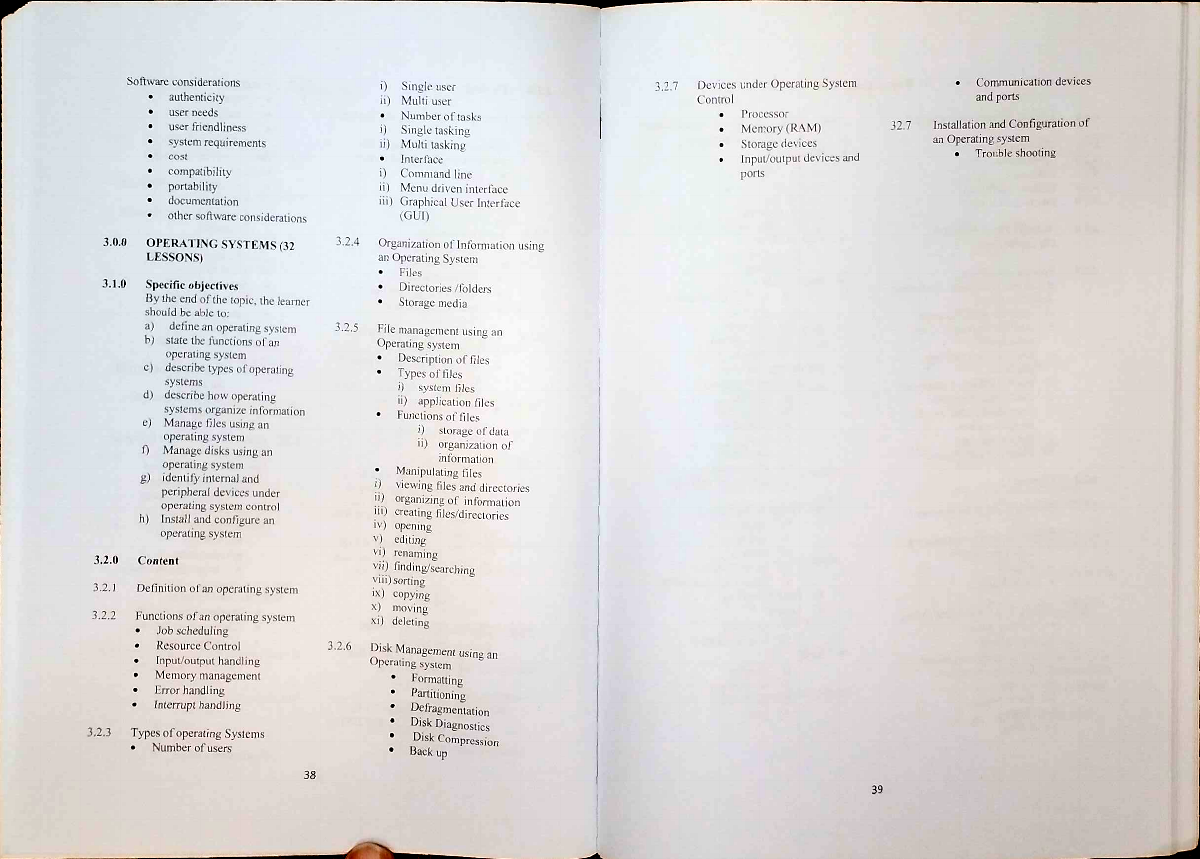 Software considerations
• authenticity
• user needs
• user friendliness
• system requirements
• cost
• compatibility
• portability
• documentation
• other software considerations
3.0.0 OPERATING SYSTEMS (32
LESSONS)
3.1.0 Specific objectives
By the end of the topic, the learner
should be able to:
a) define an operating system
b) state the functions of an
operating system
c) describe types of operating
systems
d) describe how operating
systems organize information
e) Manage files using an
operating system
f) Manage disks using an
operating system
g) identify internal and
peripheral devices under
operating system control
h) Install and configure an
operating system
3.2.0 Content
3.2.1 Definition of an operating system
3.2.2 Functions of an operating system
• Job scheduling
• Resource Control
• Input/output handling
• Memory management
• Error handling
• Interrupt handling
3.2.3 Types of operating Systems
• Number of users
i) Single user
ii) Multi user
• Number of tasks
i) Single tasking
ii) Multi tasking
• Interface
i) Command line
ii) Menu driven interface
iii) Graphical User Interface
(GUI)
3.2.4 Organization of Information using
an Operating System
• Files
• Directories /folders
• Storage media
3.2.5 File management using an
Operating system
• Description of files
• Types of files
i) system files
ii) application files
• Functions of files
i) storage of data
ii) organization of
information
• Manipulating files
i) viewing files and directories
ii) organizing of information
iii) creating files/directories
iv) opening
v) editing
vi) renaming
vii) finding/searching
viii) sorting
ix) copying
x) moving
xi) deleting
3.2.6 Disk Management using an
Operating system
• Formatting
• Partitioning
• Defragmentation
• Disk Diagnostics
• Disk Compression
• Back up
38
3.2.7 Devices under Operating System
Control
• Processor
• Memory (RAM)
• Storage devices
• Input/output devices and
ports
• Communication devices
and ports
32.7 Installation and Configuration of
an Operating system
• Trouble shooting
39